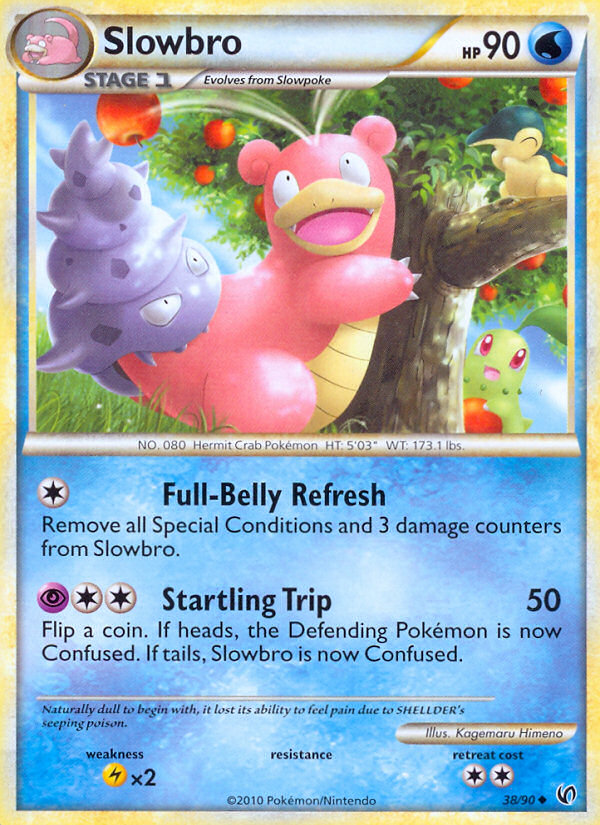 Slowbro
HP 90
STAGE 1
Evolves from Slowpoke
NO. 080 Hermit Crab Pokémon HT: 5'03" WT: 173.1 lbs.
Full-Belly Refresh
Remove all Special Conditions and 3 damage counters
from Slowbro.
Startling Trip 50
Flip a coin. If heads, the Defending Pokémon is now
Confused. If tails, Slowbro is now Confused.
Naturally dull to begin with, it lost its ability to feel pain due to SHELLDER's
seeping poison.
Illus. Kagemaru Himeno
weakness resistance retreat cost
×2
©2010 Pokémon/Nintendo 38/90